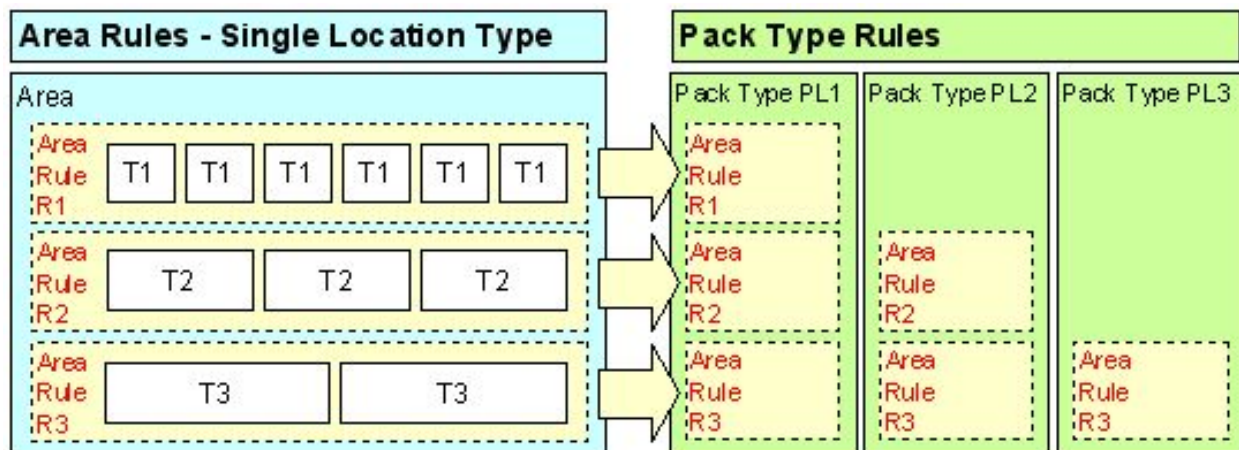 Area Rules - Single Location Type
Area
Area
Rule
R1
T1 T1 T1 T1 T1 T1
Area
Rule
R2
T2 T2 T2
Area
Rule
R3
T3 T3
Pack Type Rules
Pack Type PL1
Area
Rule
R1
Area
Rule
R2
Area
Rule
R3
Pack Type PL2
Area
Rule
R2
Area
Rule
R3
Pack Type PL3
Area
Rule
R3